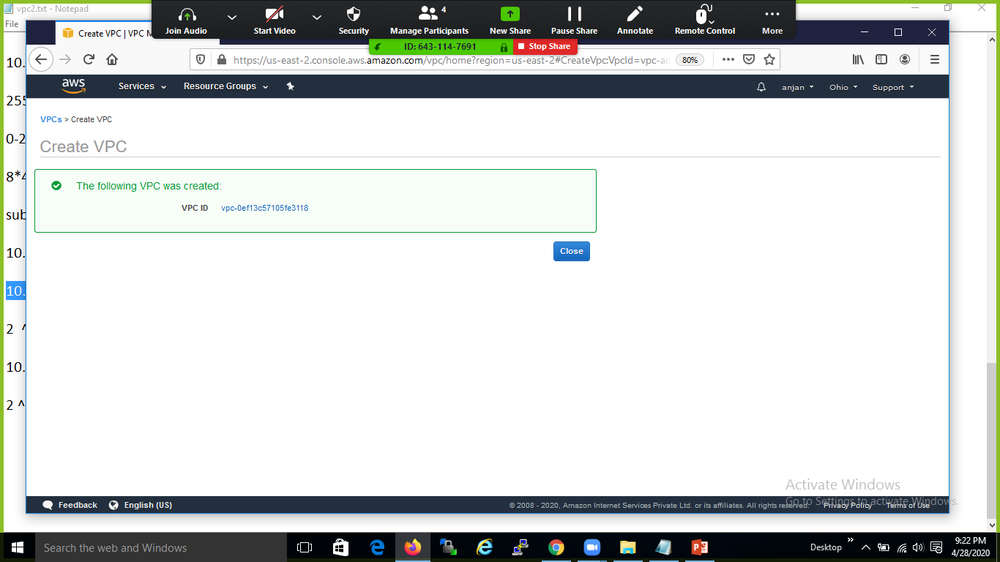 vpc2.txt - Notepad
File
Join Audio
Start Video
Security
4
Manage Participants
New Share
Pause Share
Annotate
Remote Control
More
ID: 643-114-7691
Stop Share
Create VPC | VPC M
https://us-east-2.console.aws.amazon.com/vpc/home?region=us-east-2#CreateVpc:VpcId=vpc-ad
80%
aws
Services
Resource Groups
anjan
Ohio
Support
VPCs > Create VPC
Create VPC
The following VPC was created:
VPC ID vpc-0ef13c57105fe3118
Close
10.
255
0-2
8*4
sub
10.
10.
2 ^
10.
2 ^
Activate Windows
Go to Settings to activate Windows.
Feedback
English (US)
© 2008 - 2020, Amazon Internet Services Private Ltd. or its affiliates. All rights reserved.
Privacy Policy
Terms of Use
Search the web and Windows
Desktop
9:22 PM
4/28/2020